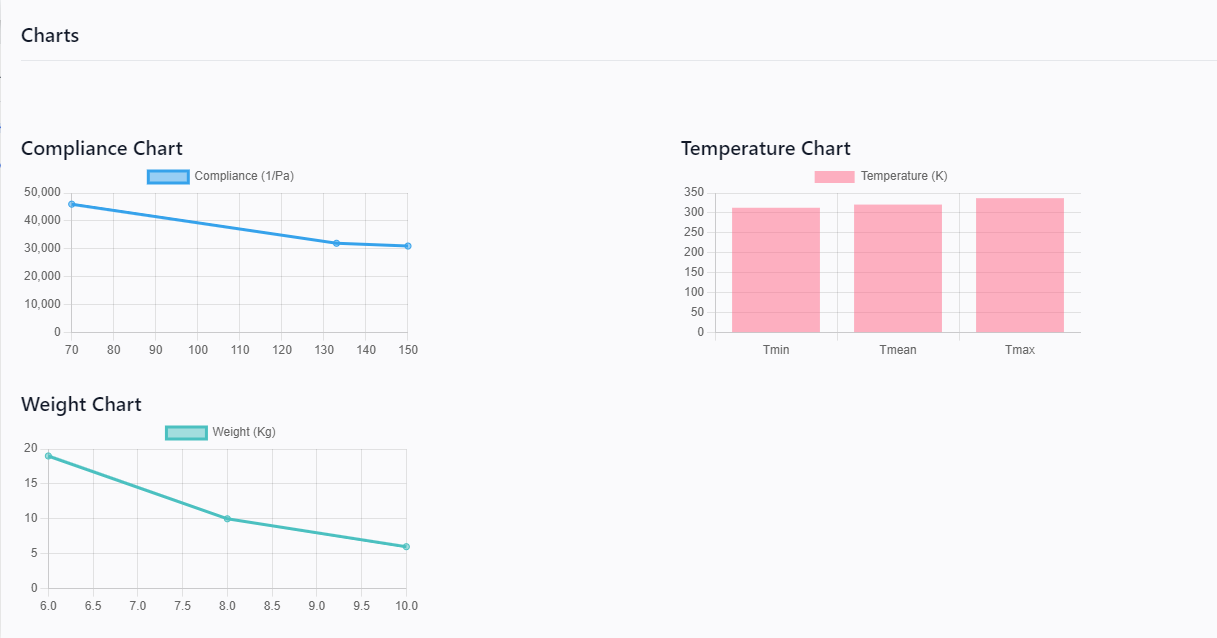 Charts
Compliance Chart
Compliance (1/Pa)
50,000
40,000
30,000
20,000
10,000
0
70 80 90 100 110 120 130 140 150
Temperature Chart
Temperature (K)
350
300
250
200
150
100
50
0
Tmin Tmean Tmax
Weight Chart
Weight (Kg)
20
15
10
5
0
6.0 6.5 7.0 7.5 8.0 8.5 9.0 9.5 10.0